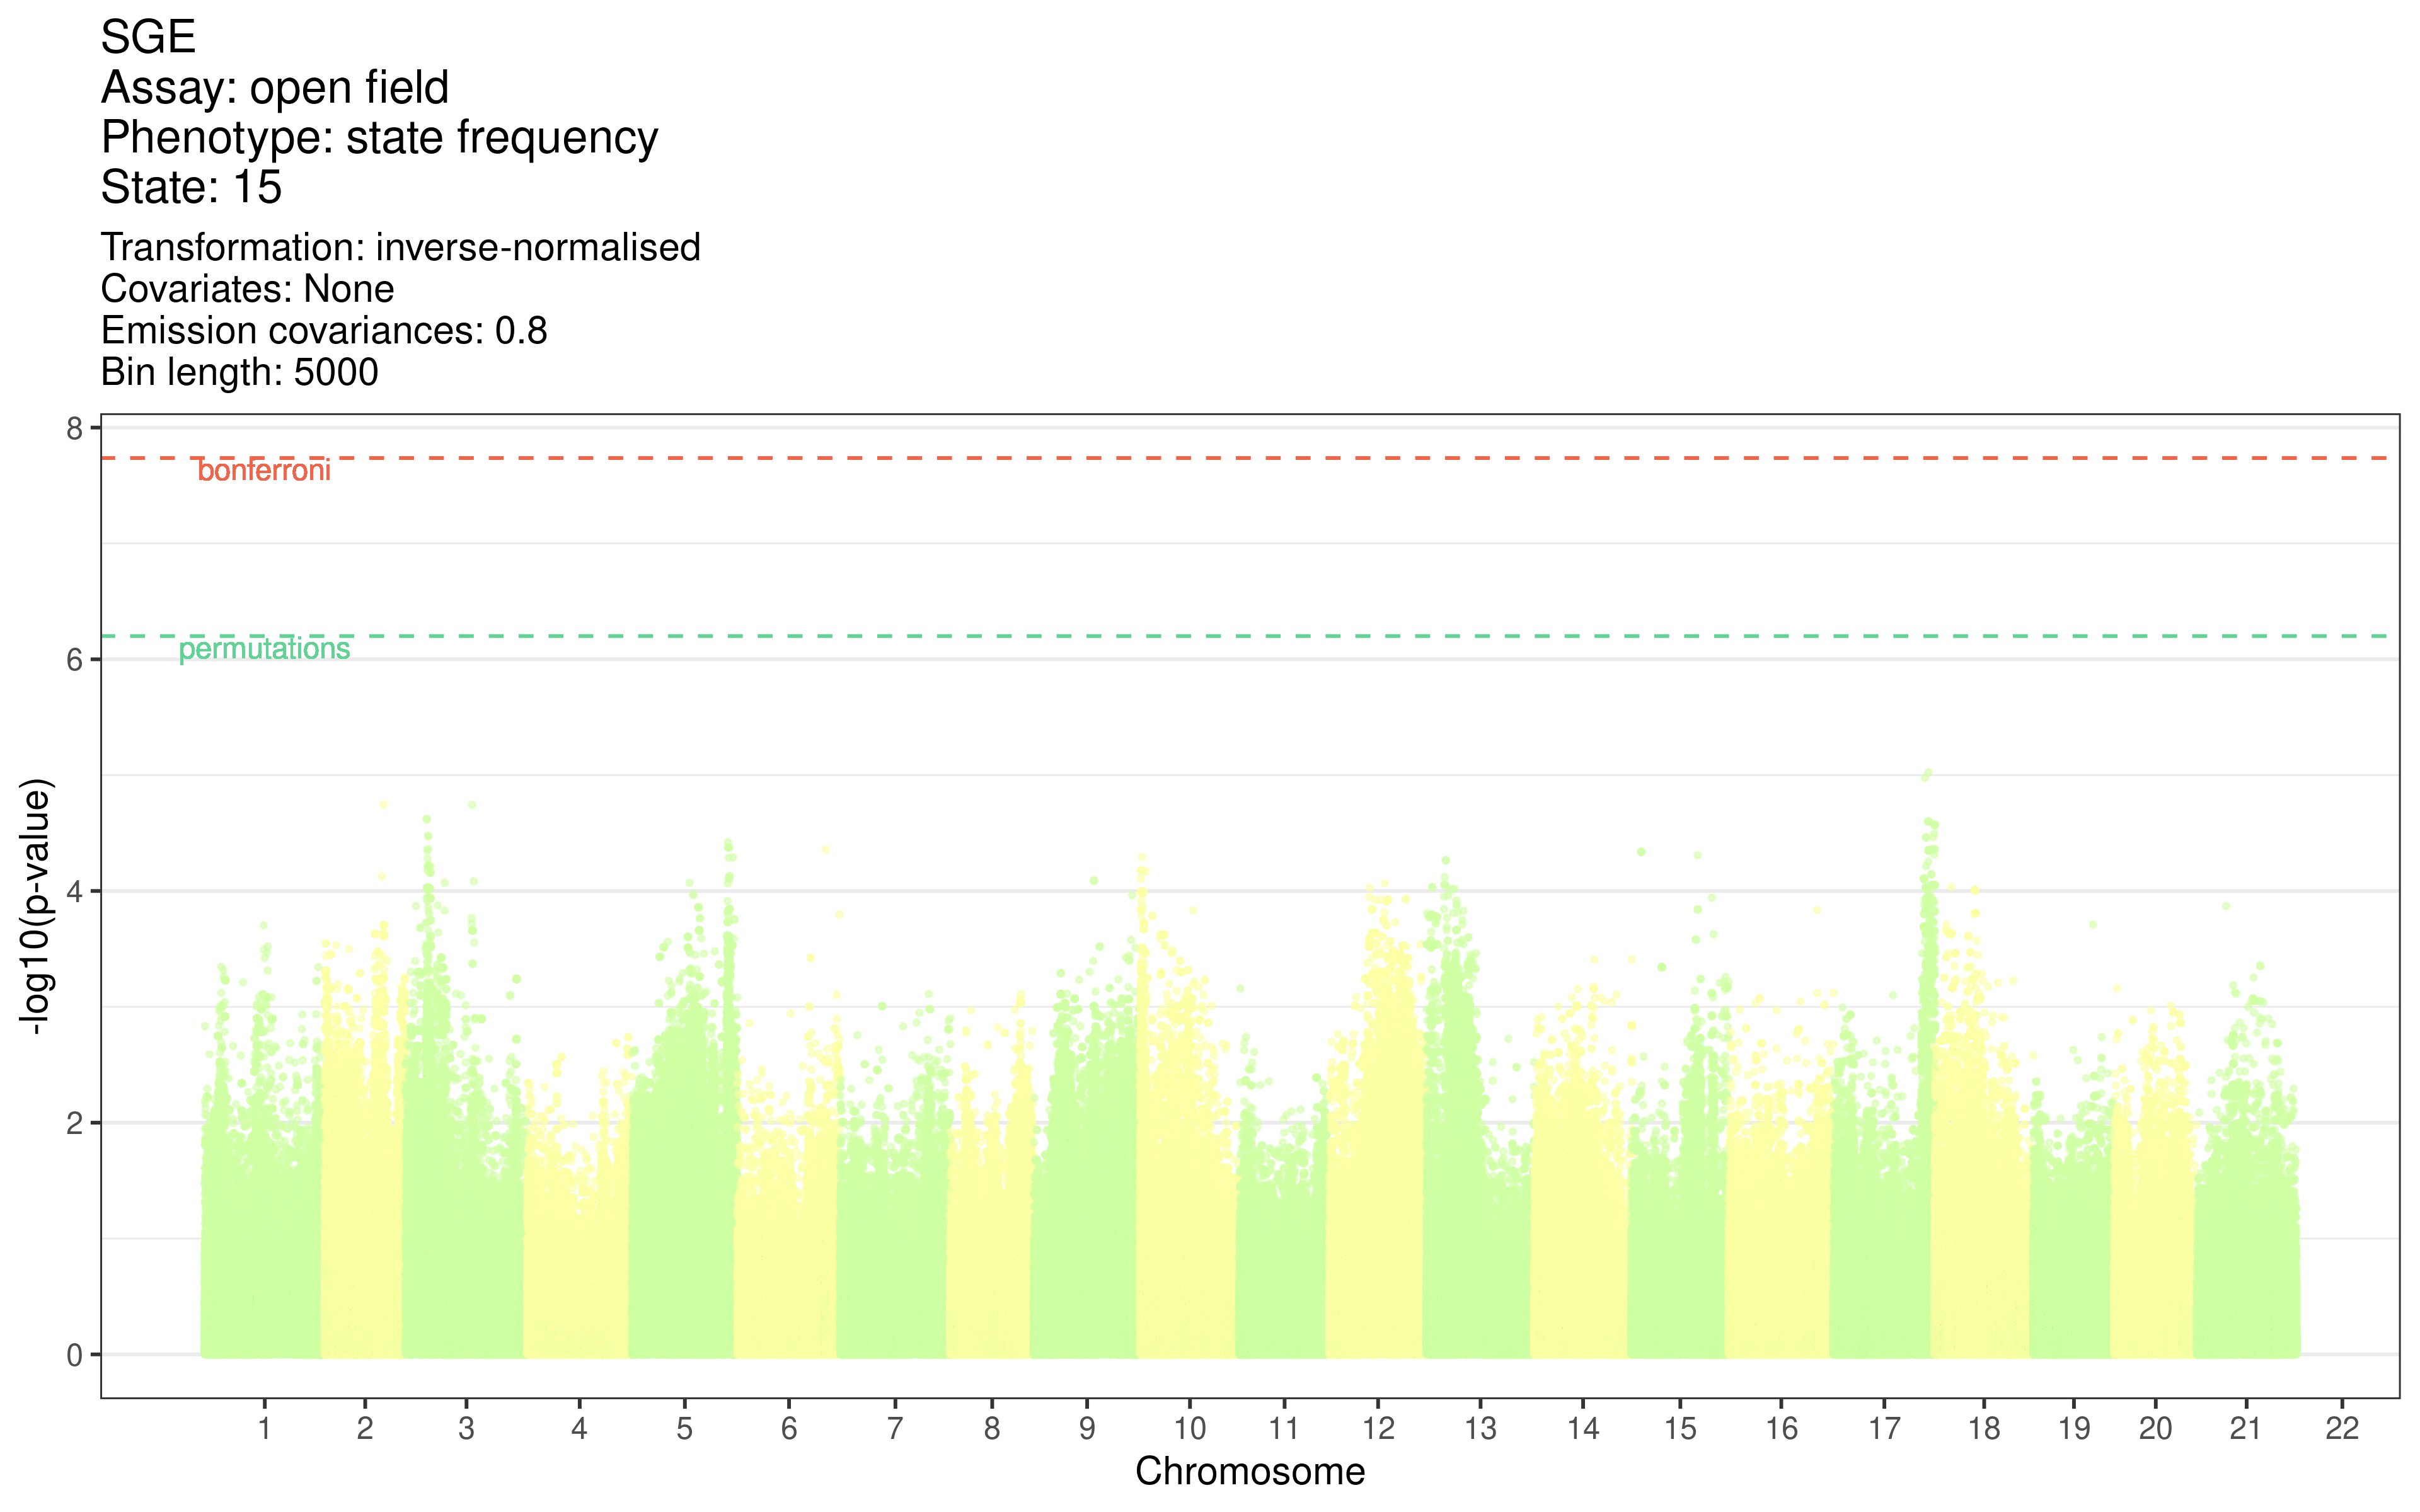 SGE
Assay: open field
Phenotype: state frequency
State: 15
Transformation: inverse-normalised
Covariates: None
Emission covariances: 0.8
Bin length: 5000
8
bonferroni
permutations
6
-log10(p-value)
4
2
0
1 2 3 4 5 6 7 8 9 10 11 12 13 14 15 16 17 18 19 20 21 22
Chromosome